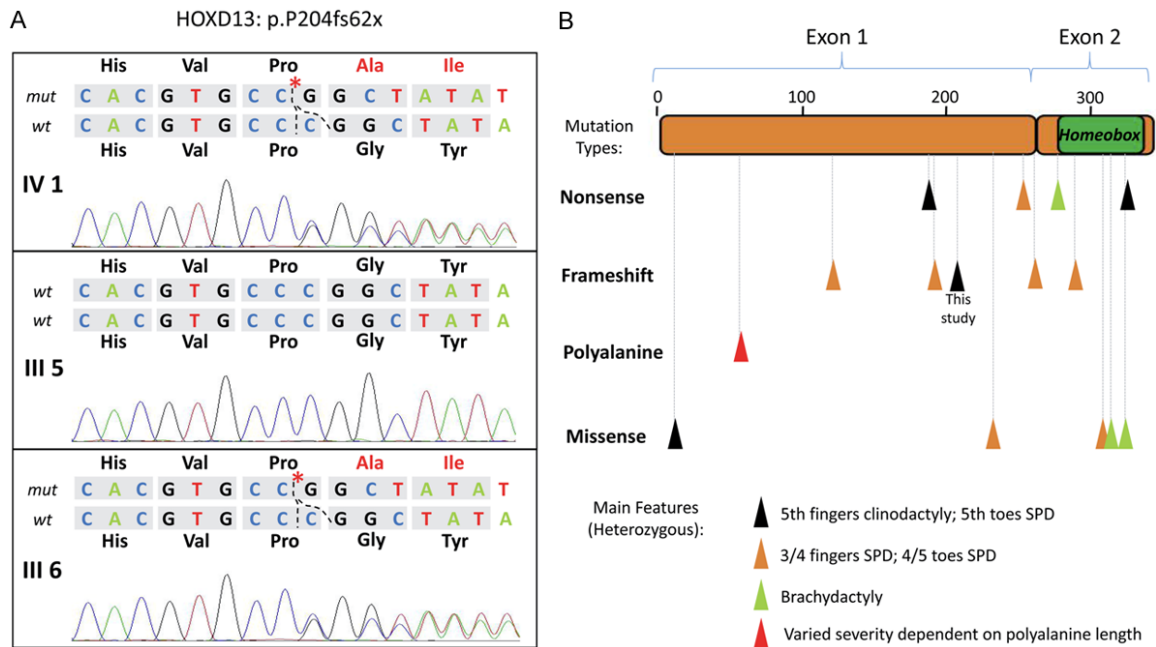 A
HOXD13: p.P204fs62x
His Val Pro Ala Ile
*
mut C A C G T G C C G G C T A T A T
wt C A C G T G C C C G G C T A T A
His Val Pro Gly Tyr
IV 1
His Val Pro Gly Tyr
wt C A C G T G C C C G G C T A T A
wt C A C G T G C C C G G C T A T A
His Val Pro Gly Tyr
III 5
His Val Pro Ala Ile
*
mut C A C G T G C C G G C T A T A T
wt C A C G T G C C C G G C T A T A
His Val Pro Gly Tyr
III 6
B
Exon 1 Exon 2
0 100 200 300
Mutation
Types:
Homeobox
Nonsense
Frameshift
This
study
Polyalanine
Missense
Main Features
(Heterozygous):
5th fingers clinodactyly; 5th toes SPD
3/4 fingers SPD; 4/5 toes SPD
Brachydactyly
Varied severity dependent on polyalanine length